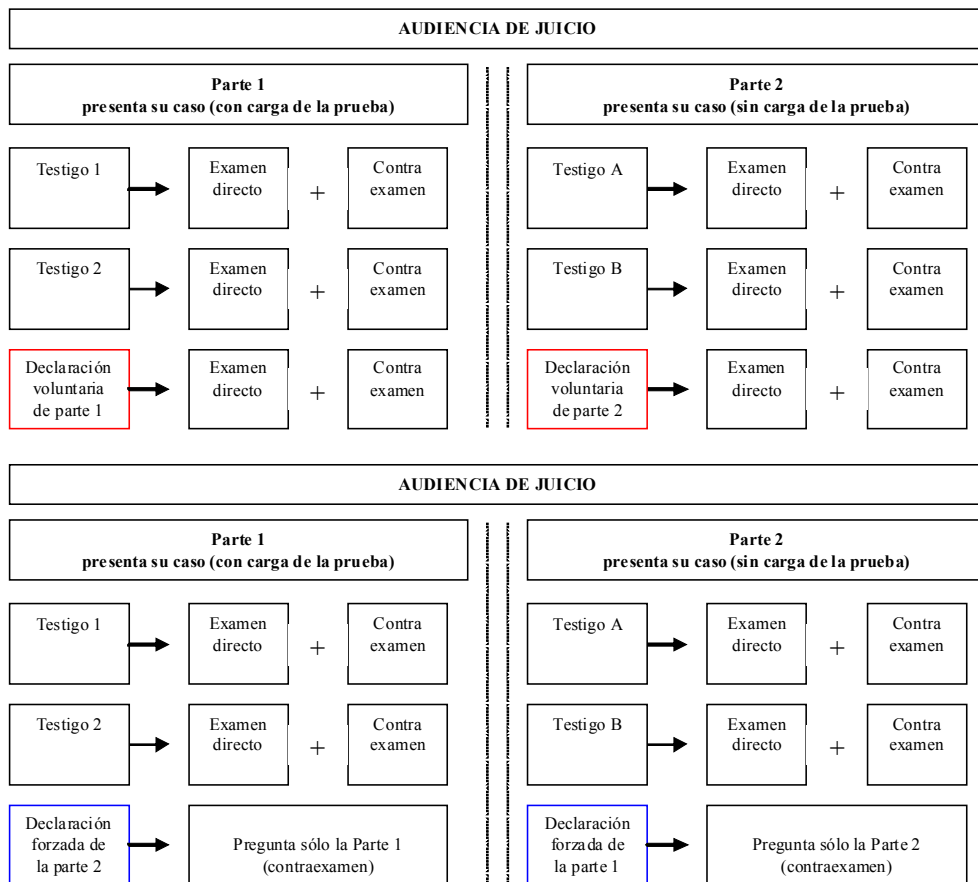 AUDIENCIA DE JUICIO
Parte 1
presenta su caso (con carga de la prueba)
Parte 2
presenta su caso (sin carga de la prueba)
Testigo 1
Examen
directo
+
Contra
examen
Testigo A
Examen
directo
+
Contra
examen
Testigo 2
Examen
directo
+
Contra
examen
Testigo B
Examen
directo
+
Contra
examen
Declaración
voluntaria
de parte 1
Examen
directo
+
Contra
examen
Declaración
voluntaria
de parte 2
Examen
directo
+
Contra
examen
AUDIENCIA DE JUICIO
Parte 1
presenta su caso (con carga de la prueba)
Parte 2
presenta su caso (sin carga de la prueba)
Testigo 1
Examen
directo
+
Contra
examen
Testigo A
Examen
directo
+
Contra
examen
Testigo 2
Examen
directo
+
Contra
examen
Testigo B
Examen
directo
+
Contra
examen
Declaración
forzada de
la parte 2
Pregunta sólo la Parte 1
(contraexamen)
Declaración
forzada de
la parte 1
Pregunta sólo la Parte 2
(contraexamen)